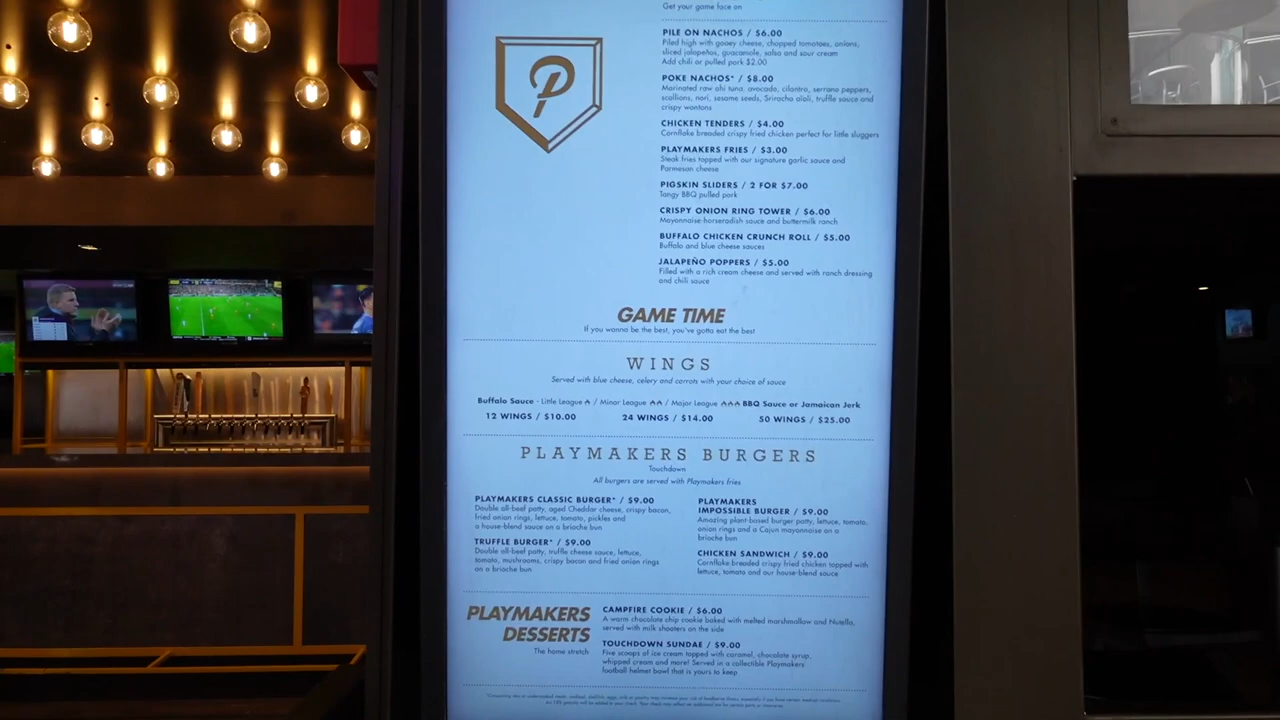 Get your game face on
PILE ON NACHOS / $6.00
Piled high with gooey cheese, chopped tomatoes, onions,
sliced jalapeños, guacamole, salsa and sour cream
Add chili or pulled pork $2.00
P
POKE NACHOS* / $8.00
Marinated raw ahi tuna, avocado, cilantro, serrano peppers,
scallions, nori, sesame seeds, Sriracha aioli, truffle sauce and
crispy wontons
CHICKEN TENDERS / $4.00
Cornflake breaded crispy fried chicken perfect for little sluggers
PLAYMAKERS FRIES / $3.00
Steak fries topped with our signature garlic sauce and
Parmesan cheese
PIGSKIN SLIDERS / 2 FOR $7.00
Tangy BBQ pulled pork
CRISPY ONION RING TOWER / $6.00
Mayonnaise-horseradish sauce and buttermilk ranch
BUFFALO CHICKEN CRUNCH ROLL / $5.00
Buffalo and blue cheese sauces
JALAPEÑO POPPERS / $5.00
Filled with a rich cream cheese and served with ranch dressing
and chili sauce
GAME TIME
If you wanna be the best, you've gotta eat the best
WINGS
Served with blue cheese, celery and carrots with your choice of sauce
Buffalo Sauce - Little League / Minor League / Major League BBQ Sauce or Jamaican Jerk
12 WINGS / $10.00 24 WINGS / $14.00 50 WINGS / $25.00
PLAYMAKERS BURGERS
Touchdown
All burgers are served with Playmakers fries
PLAYMAKERS CLASSIC BURGER* / $9.00
Double all-beef patty, aged Cheddar cheese, crispy bacon,
fried onion rings, lettuce, tomato, pickles and
a house-blend sauce on a brioche bun
TRUFFLE BURGER* / $9.00
Double all-beef patty, truffle cheese sauce, lettuce,
tomato, mushrooms, crispy bacon and fried onion rings
on a brioche bun
PLAYMAKERS
IMPOSSIBLE BURGER / $9.00
Amazing plant-based burger patty, lettuce, tomato,
onion rings and a Cajun mayonnaise on a
brioche bun
CHICKEN SANDWICH / $9.00
Cornflake breaded crispy fried chicken topped with
lettuce, tomato and our house-blend sauce
PLAYMAKERS
DESSERTS
The home stretch
CAMPFIRE COOKIE / $6.00
A warm chocolate chip cookie baked with melted marshmallow and Nutella,
served with milk shooters on the side
TOUCHDOWN SUNDAE / $9.00
Five scoops of ice cream topped with caramel, chocolate syrup,
whipped cream and more! Served in a collectible Playmakers
football helmet bowl that is yours to keep